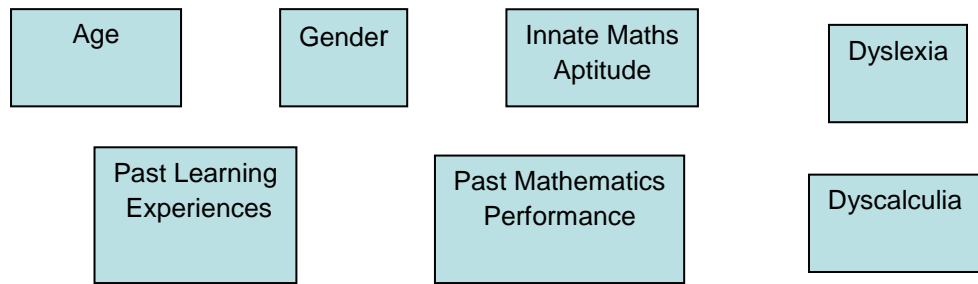 Age
Gender
Innate Maths
Aptitude
Dyslexia
Past Learning
Experiences
Past Mathematics
Performance
Dyscalculia